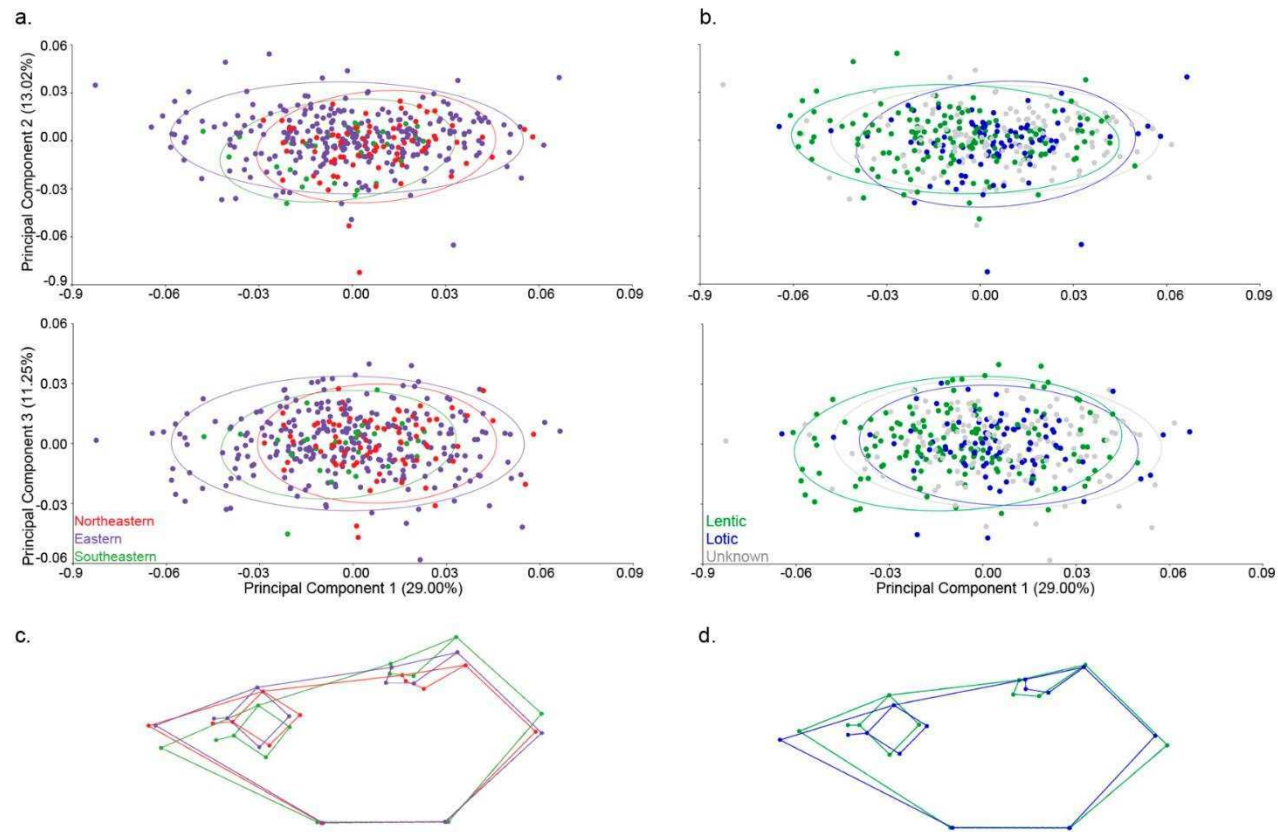 a.
b.
Principal Component 2 (13.02%)
0.06
0.03
0.00
-0.03
-0.06
-0.9
-0.9
-0.06
-0.03
0.00
0.03
0.06
0.09
-0.9
-0.06
-0.03
0.00
0.03
0.06
0.09
Principal Component 3 (11.25%)
0.06
0.03
0.00
-0.03
-0.06
Northeastern
Eastern
Southeastern
-0.9
-0.06
-0.03
0.00
0.03
0.06
0.09
Principal Component 1 (29.00%)
Lentic
Lotic
Unknown
-0.9
-0.06
-0.03
0.00
0.03
0.06
0.09
Principal Component 1 (29.00%)
c.
d.